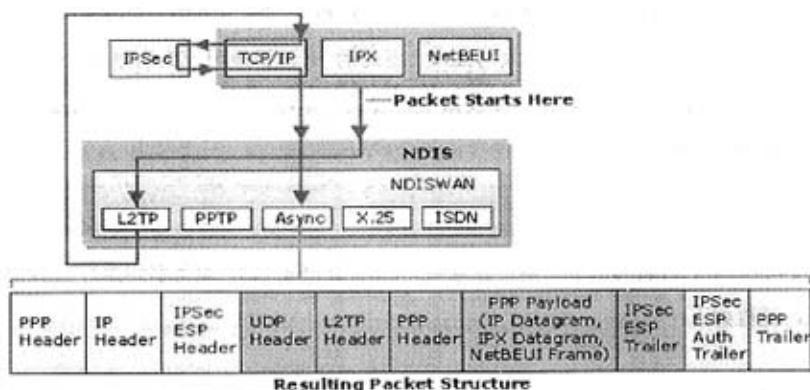 IPSec
TCP/IP
IPX
NetBEUI
Packet Starts Here
NDIS
NDISWAN
L2TP
PPTP
Async
X.25
ISDN
PPP
Header
IP
Header
IPSec
ESP
Header
UDP
Header
L2TP
Header
PPP
Header
PPP Payload
(IP Datagram,
IPX Datagram,
NetBEUI Frame)
IPSec
ESP
Trailer
IPSec
ESP
Auth
Trailer
PPP
Trailer
Resulting Packet Structure